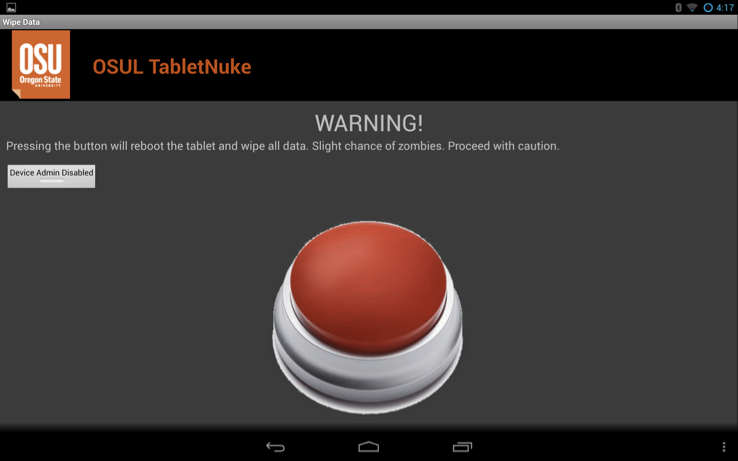 4:17
Wipe Data
OSU
Oregon State
UNIVERSITY
OSUL TabletNuke
WARNING!
Pressing the button will reboot the tablet and wipe all data. Slight chance of zombies. Proceed with caution.
Device Admin Disabled